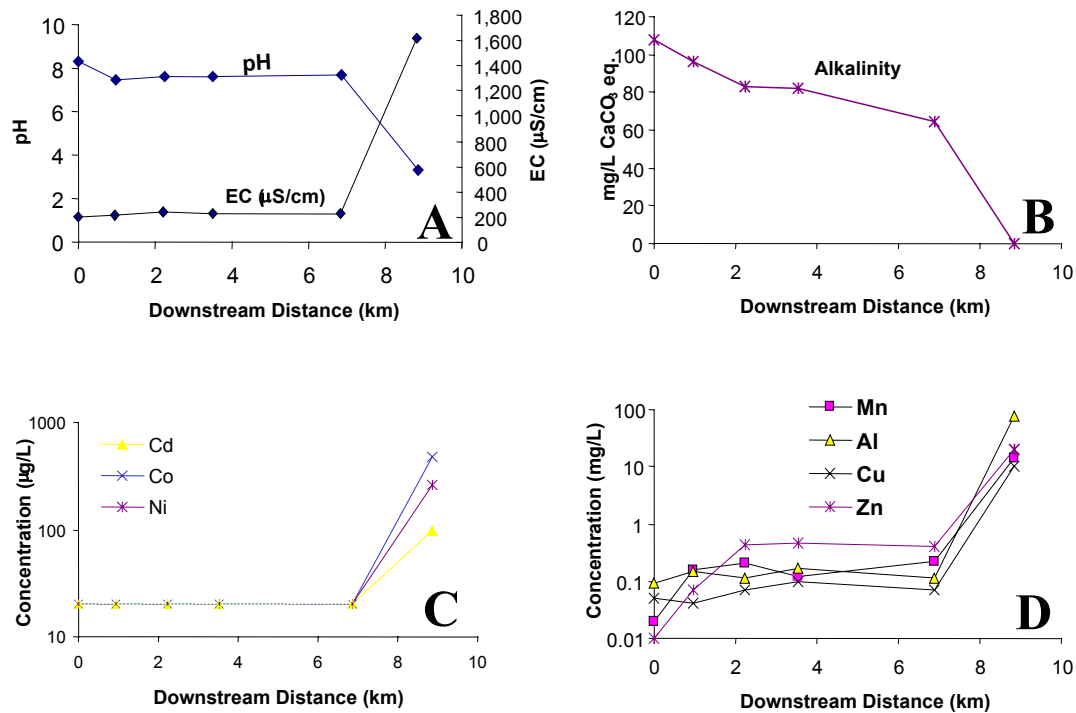 10
8
6
4
2
0
pH
pH
EC (µS/cm)
1,800
1,600
1,400
1,200
1,000
800
600
400
200
0
EC (µS/cm)
A
0 2 4 6 8 10
Downstream Distance (km)
120
100
80
60
40
20
0
mg/L CaCO3 eq.
Alkalinity
B
0 2 4 6 8 10
Downstream Distance (km)
1000
100
10
Concentration (µg/L)
Cd
Co
Ni
C
0 2 4 6 8 10
Downstream Distance (km)
100
10
1
0.1
0.01
Concentration (mg/L)
Mn
Al
Cu
Zn
D
0 2 4 6 8 10
Downstream Distance (km)